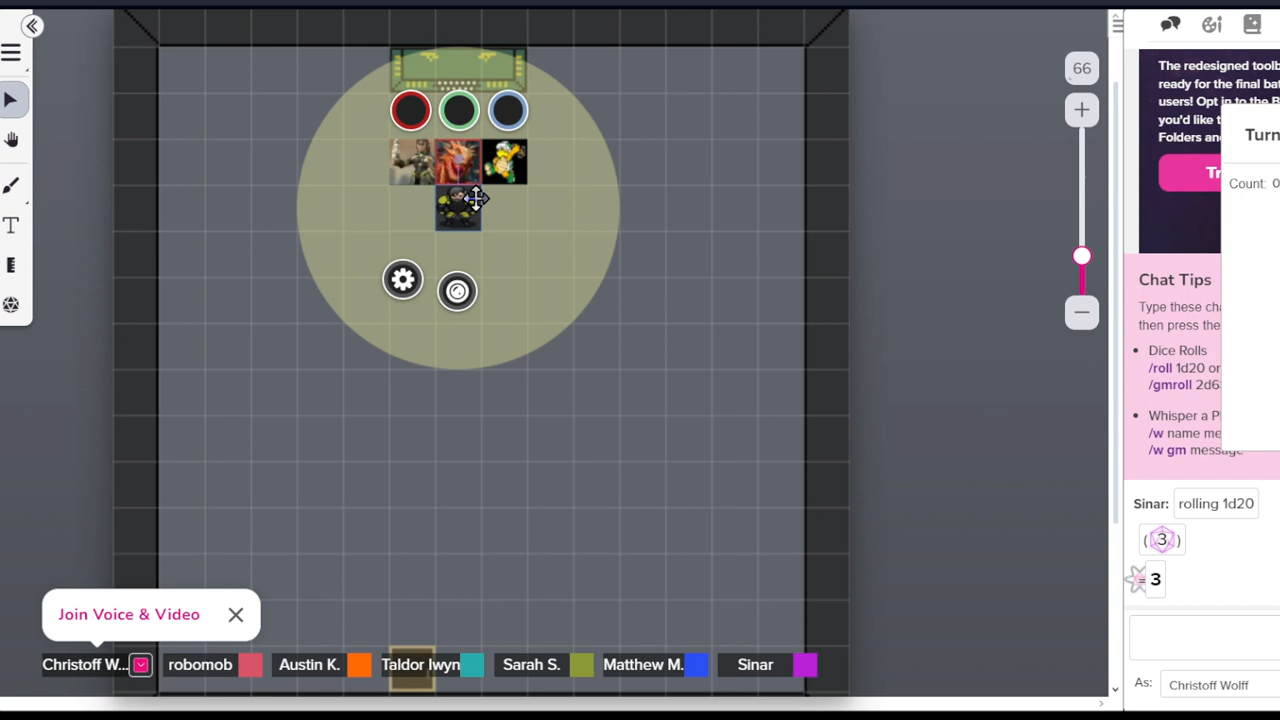 66
The redesigned toolb
ready for the final bat
users! Opt in to the B
you'd like t
Folders an
Tr
Turn
Count: 0
Chat Tips
Type these cha
then press the
Dice Rolls
/roll 1d20 or
/gmroll 2d6
Whisper a P
/w name me
/w gm message
Sinar: rolling 1d20
(3)
=3
Join Voice & Video
Christoff W... robomob Austin K. Taldor Iwyn Sarah S. Matthew M. Sinar
As: Christoff Wolff